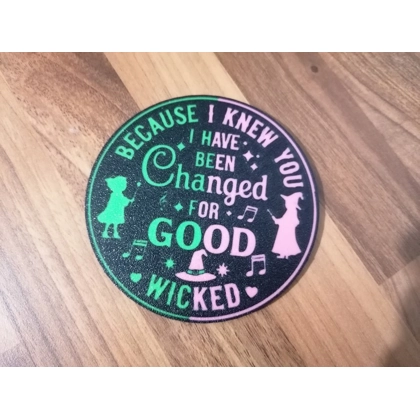 BECAUSE I KNEW YOU
I HAVE
BEEN
Changed
FOR
GOOD
WICKED